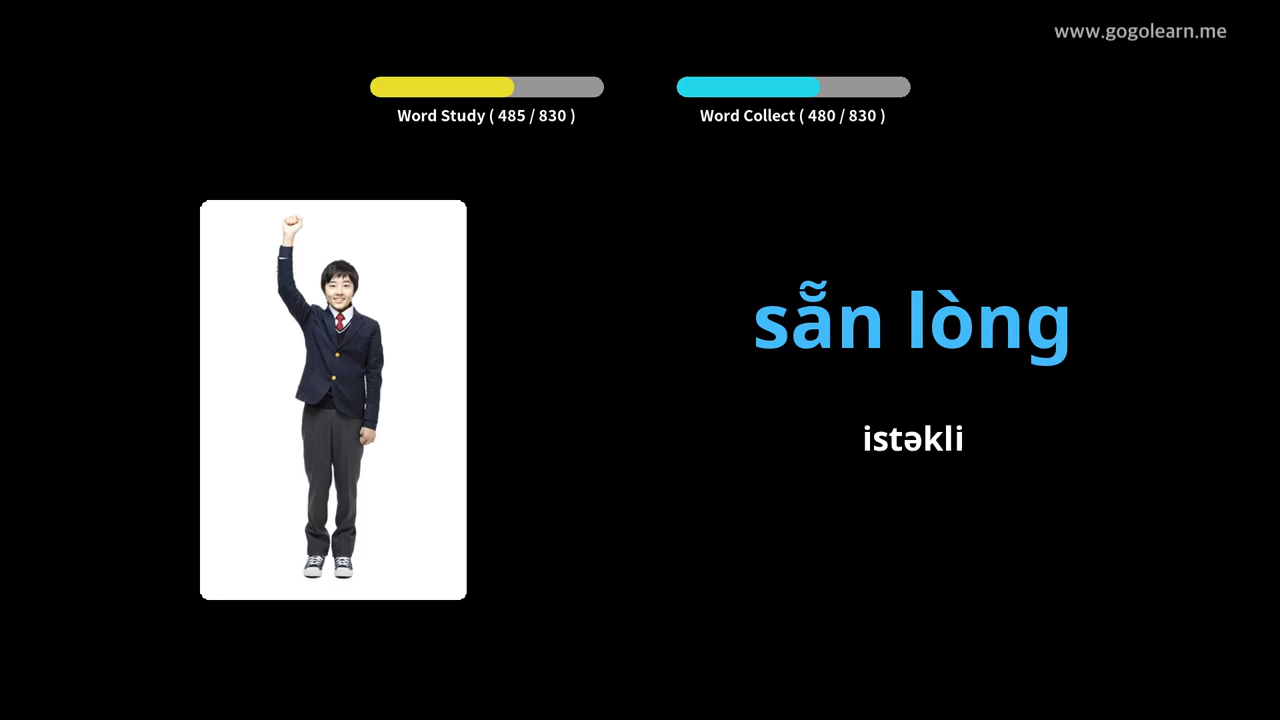 www.gogolearn.me
Word Study ( 485 / 830 )
Word Collect ( 480 / 830 )
sẵn lòng
istəkli